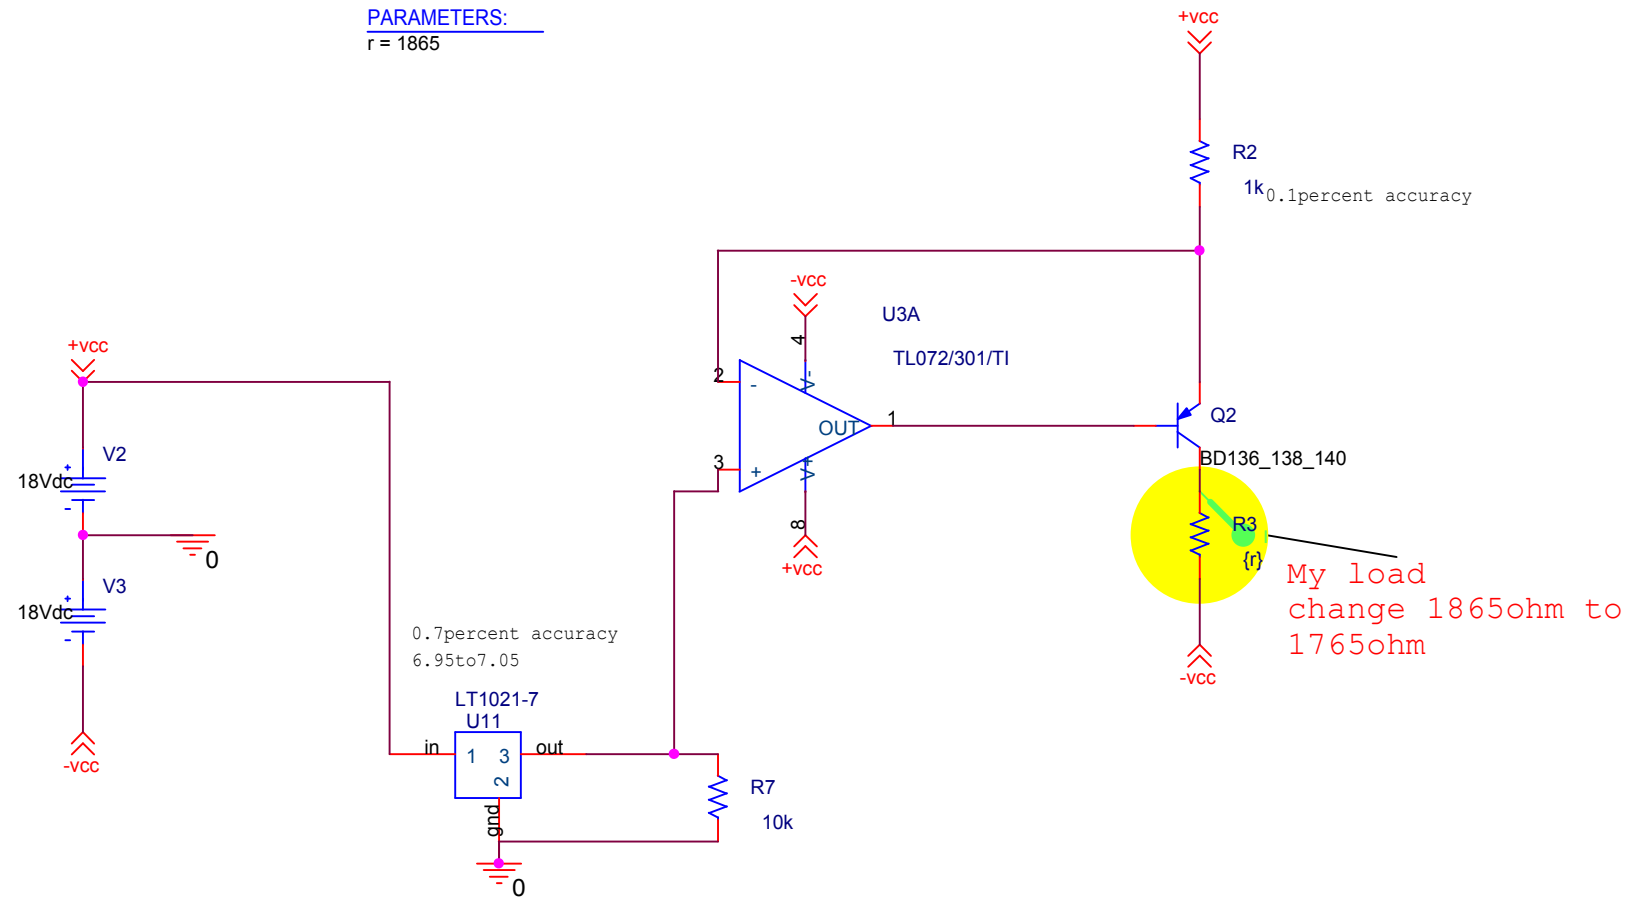 PARAMETERS:
r = 1865
+vcc
R2
1k
0.1percent accuracy
-vcc
4
U3A
TL072/301/TI
V-
2
-
OUT
1
3
+
V+
8
+vcc
Q2
BD136_138_140
R3
{r}
My load
change 1865ohm to
1765ohm
-vcc
+vcc
V2
+
18Vdc
-
0
V3
+
18Vdc
-
-vcc
0.7percent accuracy
6.95to7.05
LT1021-7
U11
in
1
3
out
2
gnd
R7
10k
0